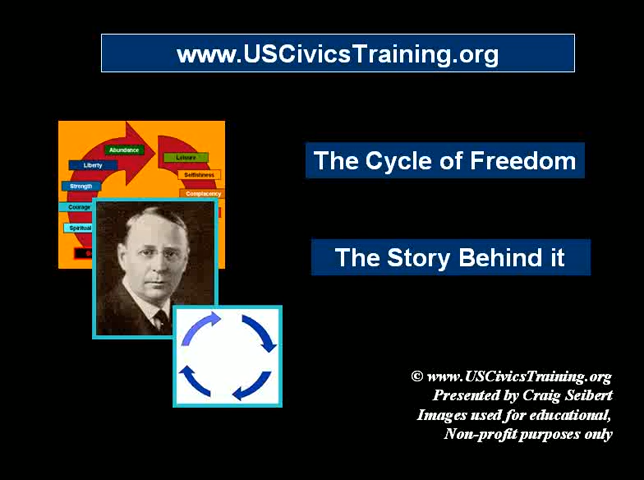 www.USCivicsTraining.org
Abundance
Leisure
Liberty
Selfishness
Strength
Complacency
Courage
Spiritual
The Cycle of Freedom
The Story Behind it
© www.USCivicsTraining.org
Presented by Craig Seibert
Images used for educational,
Non-profit purposes only